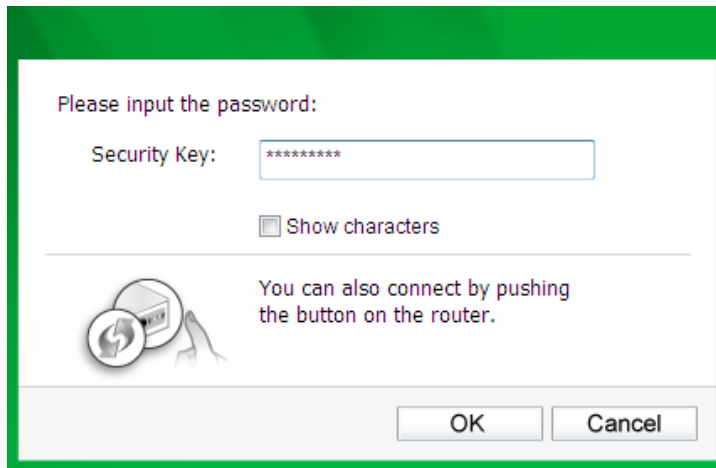 Please input the password:
Security Key: *********
Show characters
You can also connect by pushing
the button on the router.
OK Cancel